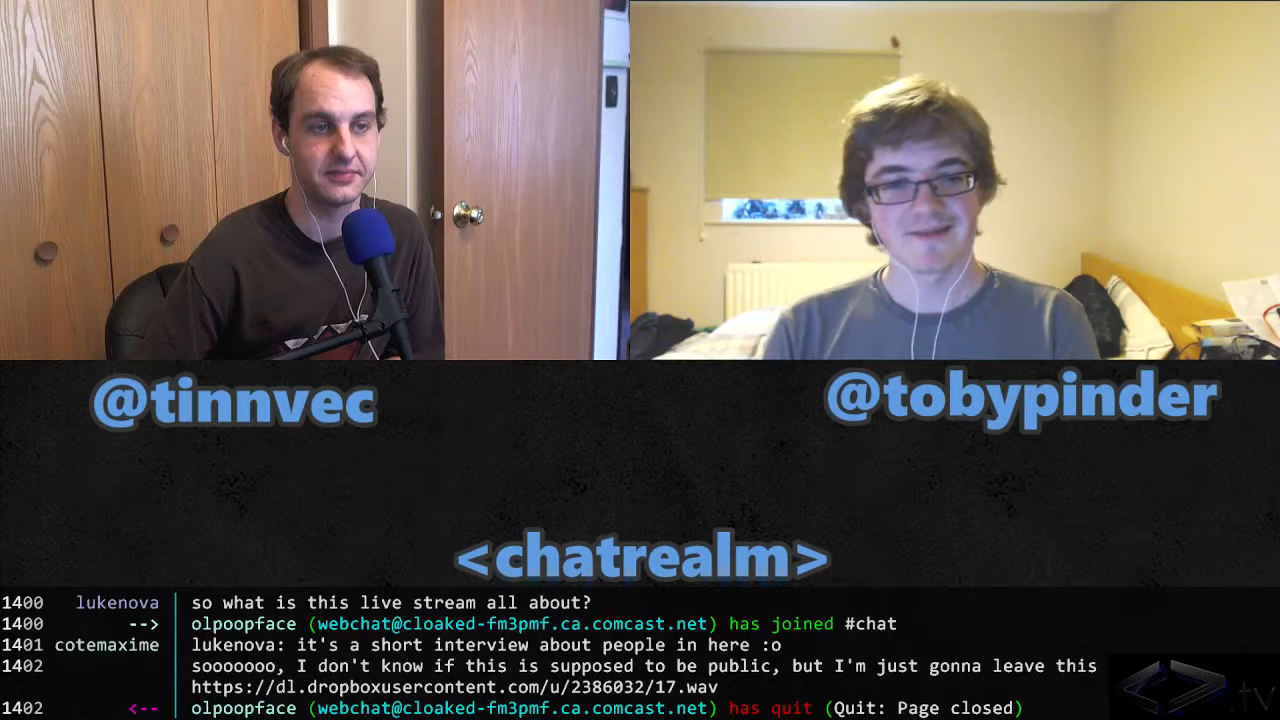 @tinnvec
@tobypinder
<chatrealm>
1400 lukenova so what is this live stream all about?
1400 --> olpoopface (webchat@cloaked-fm3pmf.ca.comcast.net) has joined #chat
1401 cotemaxime lukenova: it's a short interview about people in here :o
1402 sooooooo, I don't know if this is supposed to be public, but I'm just gonna leave this
https://dl.dropboxusercontent.com/u/2386032/17.wav
1402 <-- olpoopface (webchat@cloaked-fm3pmf.ca.comcast.net) has quit (Quit: Page closed)
.tv